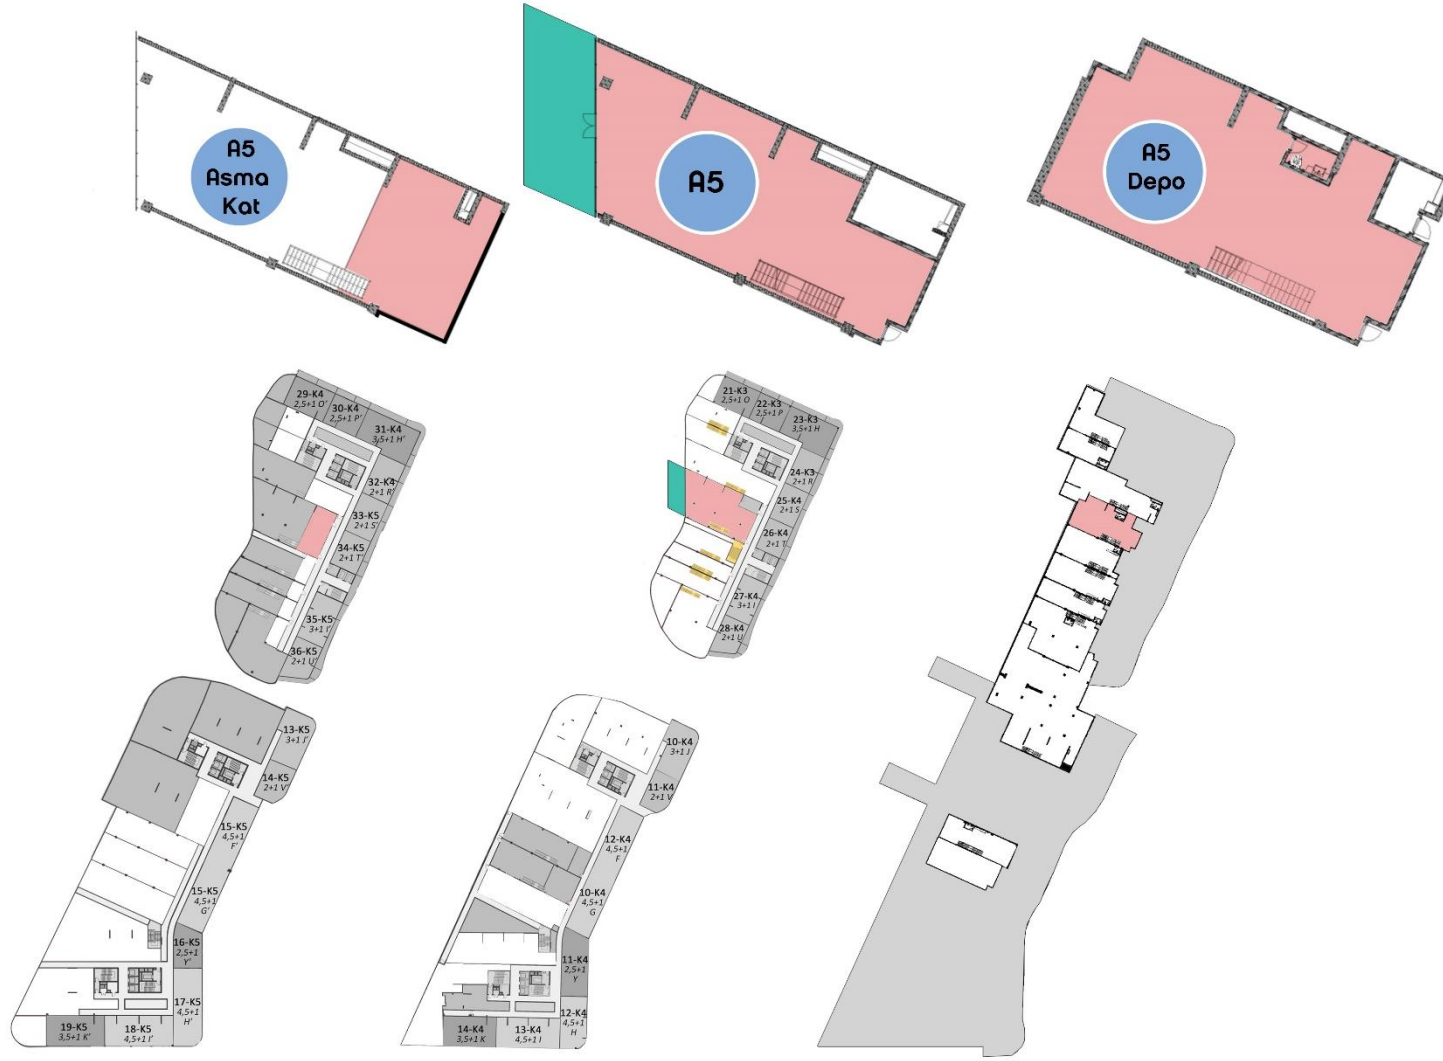 A5
Asma
Kat
A5
A5
Depo
29-K4
2,5+1 O'
30-K4
2,5+1 P'
31-K4
3,5+1 H'
32-K4
2+1 R'
33-K5
2+1 S'
34-K5
2+1 T'
35-K5
3+1 I'
36-K5
2+1 U'
21-K3
2,5+1 O
22-K3
2,5+1 P
23-K3
3,5+1 H
24-K3
2+1 R
25-K4
2+1 S
26-K4
2+1 T
27-K4
3+1 I
28-K4
2+1 U
13-K5
3+1 J'
14-K5
2+1 V'
15-K5
4,5+1
F'
15-K5
4,5+1
G'
16-K5
2,5+1
Y'
17-K5
4,5+1
H'
18-K5
4,5+1 I'
19-K5
3,5+1 K'
10-K4
3+1 J
11-K4
2+1 V
12-K4
4,5+1
F
10-K4
4,5+1
G
11-K4
2,5+1
Y
12-K4
4,5+1
H
13-K4
4,5+1 I
14-K4
3,5+1 K